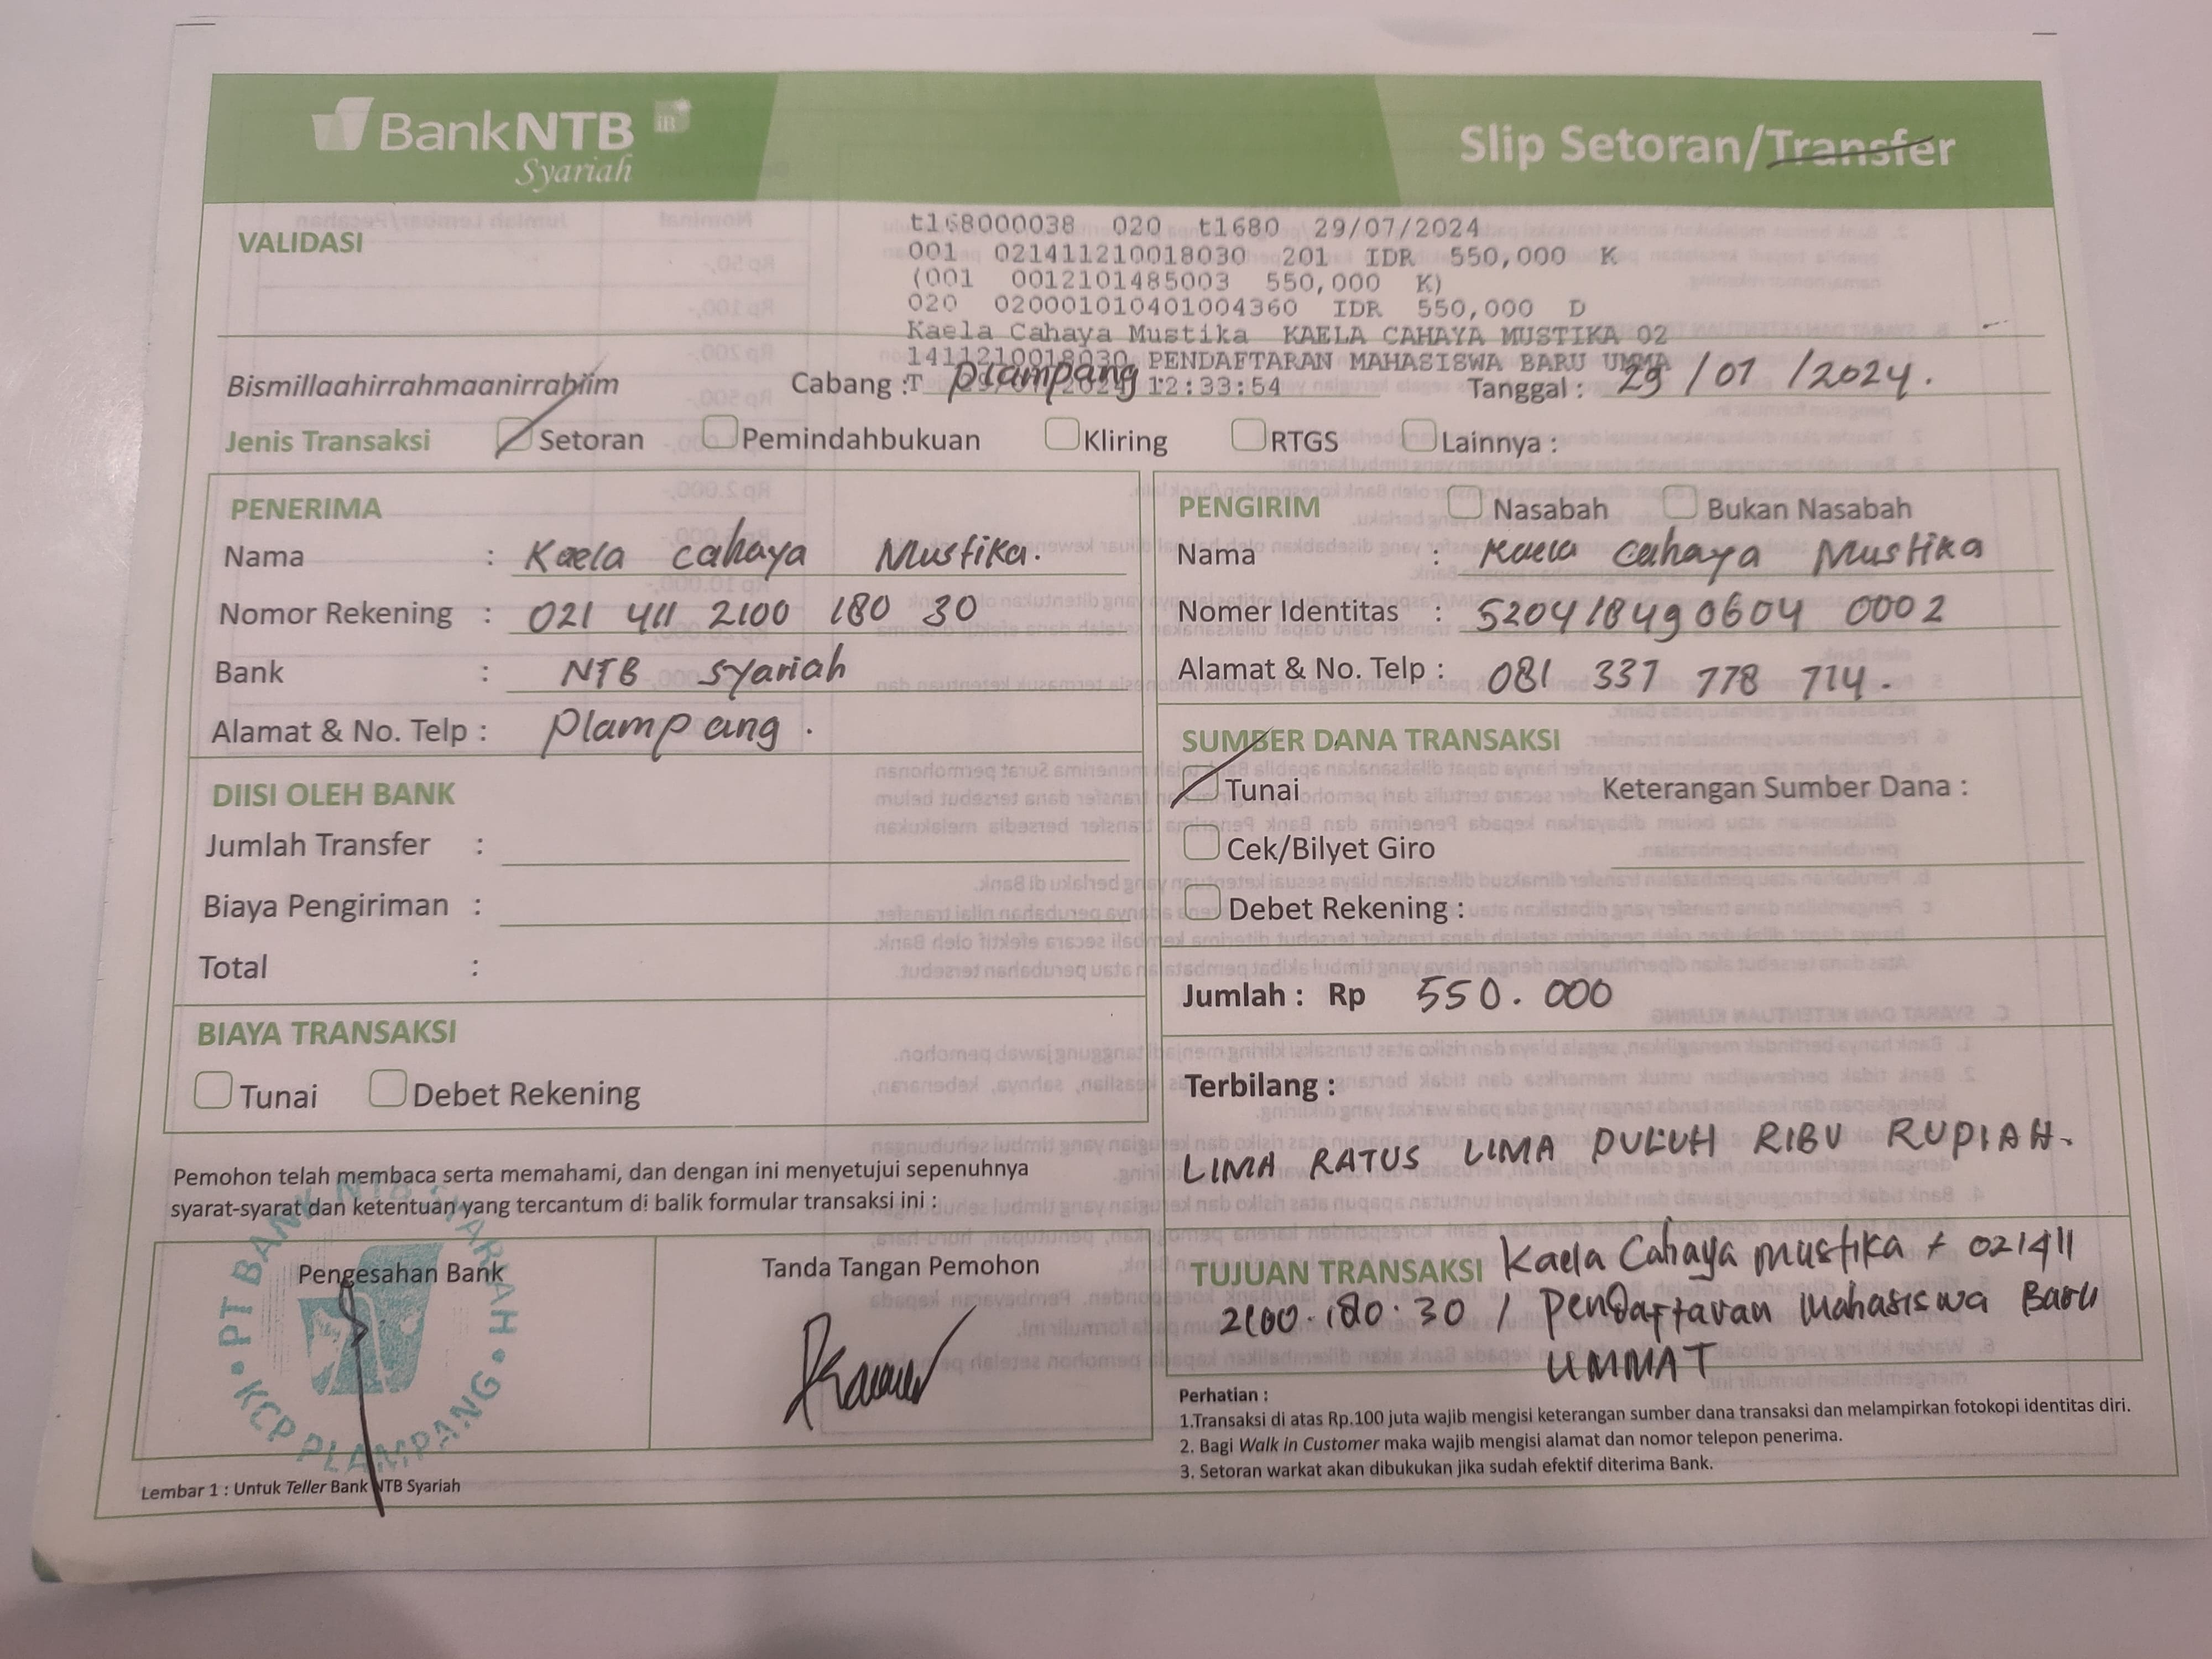 BankNTB iB
Syariah
Slip Setoran/Transfer
VALIDASI
t168000038 020 t1680 29/07/2024
001 021411210018030 201 IDR 550,000 K
(001 0012101485003 550,000 K)
020 020001010401004360 IDR 550,000 D
Kaela Cahaya Mustika KAELA CAHAYA MUSTIKA 02
1411210018030 PENDAFTARAN MAHASISWA BARU UMMA
T 29/07/2024 12:33:54
Bismillaahirrahmaanirrahiim Cabang : Plampang Tanggal : 29 / 07 / 2024.
Jenis Transaksi Setoran Pemindahbukuan Kliring RTGS Lainnya :
PENERIMA
Nama : Kaela cahaya Mustika.
Nomor Rekening : 021 411 2100 180 30
Bank : NTB syariah
Alamat & No. Telp : Plampang.
PENGIRIM Nasabah Bukan Nasabah
Nama : Kaela cahaya Mustika
Nomer Identitas : 5204 1849 0604 0002
Alamat & No. Telp : 081 337 778 714.
DIISI OLEH BANK
Jumlah Transfer :
Biaya Pengiriman :
Total :
SUMBER DANA TRANSAKSI
Tunai Keterangan Sumber Dana :
Cek/Bilyet Giro
Debet Rekening :
Jumlah : Rp 550.000
BIAYA TRANSAKSI
Tunai Debet Rekening
Terbilang :
LIMA RATUS LIMA PULUH RIBU RUPIAH.
Pemohon telah membaca serta memahami, dan dengan ini menyetujui sepenuhnya
syarat-syarat dan ketentuan yang tercantum di balik formular transaksi ini :
Pengesahan Bank
PT BANK NTB SYARIAH
KCP PLAMPANG
Tanda Tangan Pemohon
TUJUAN TRANSAKSI Kaela Cahaya mustika + 021411
2100.180.30 / Pendaftaran Mahasiswa Baru
UMMAT
Perhatian :
1.Transaksi di atas Rp.100 juta wajib mengisi keterangan sumber dana transaksi dan melampirkan fotokopi identitas diri.
2. Bagi Walk in Customer maka wajib mengisi alamat dan nomor telepon penerima.
3. Setoran warkat akan dibukukan jika sudah efektif diterima Bank.
Lembar 1 : Untuk Teller Bank NTB Syariah